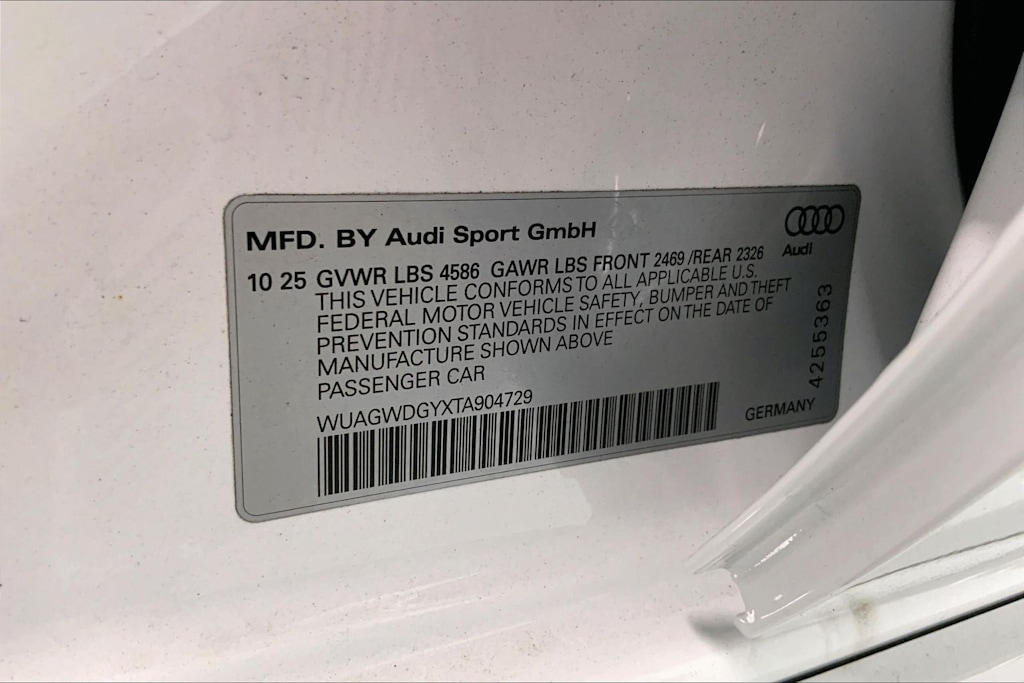 MFD. BY Audi Sport GmbH
Audi
10 25 GVWR LBS 4586 GAWR LBS FRONT 2469 /REAR 2326
THIS VEHICLE CONFORMS TO ALL APPLICABLE U.S.
FEDERAL MOTOR VEHICLE SAFETY, BUMPER AND THEFT
PREVENTION STANDARDS IN EFFECT ON THE DATE OF
MANUFACTURE SHOWN ABOVE
PASSENGER CAR
WUAGWDGYXTA904729
4255363
GERMANY